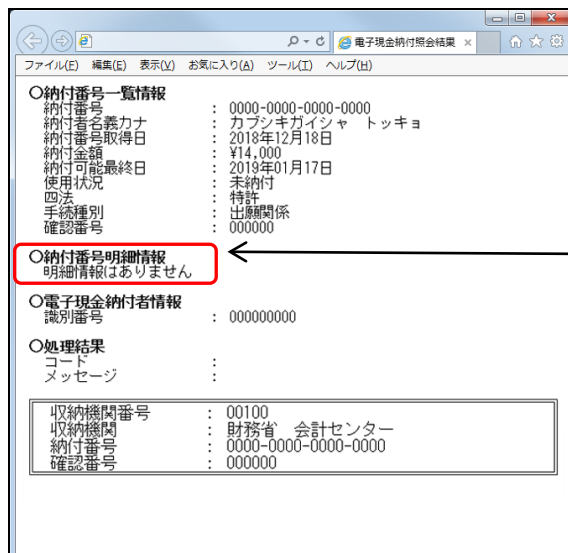 電子現金納付照会結果
ファイル(F) 編集(E) 表示(V) お気に入り(A) ツール(T) ヘルプ(H)
○納付番号一覧情報
納付番号 : 0000-0000-0000-0000
納付者名義カナ : カブシキガイシャ トッキョ
納付番号取得日 : 2018年12月18日
納付金額 : ¥14,000
納付可能最終日 : 2019年01月17日
使用状況 : 未納付
四法 : 特許
手続種別 : 出願関係
確認番号 : 000000
○納付番号明細情報
明細情報はありません
○電子現金納付者情報
識別番号 : 000000000
○処理結果
コード :
メッセージ :
収納機関番号 : 00100
収納機関 : 財務省 会計センター
納付番号 : 0000-0000-0000-0000
確認番号 : 000000